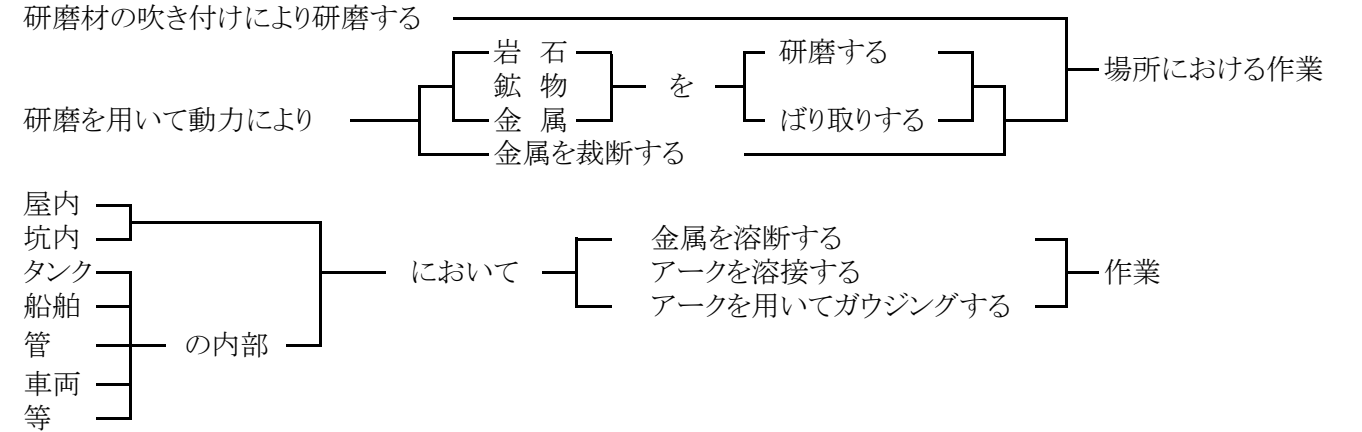 研磨材の吹き付けにより研磨する
岩 石
研磨する
場所における作業
鉱 物
を
研磨を用いて動力により
金 属
ばり取りする
金属を裁断する
屋内
坑内
金属を溶断する
タンク
において
アークを溶接する
作業
船舶
アークを用いてガウジングする
管
の内部
車両
等